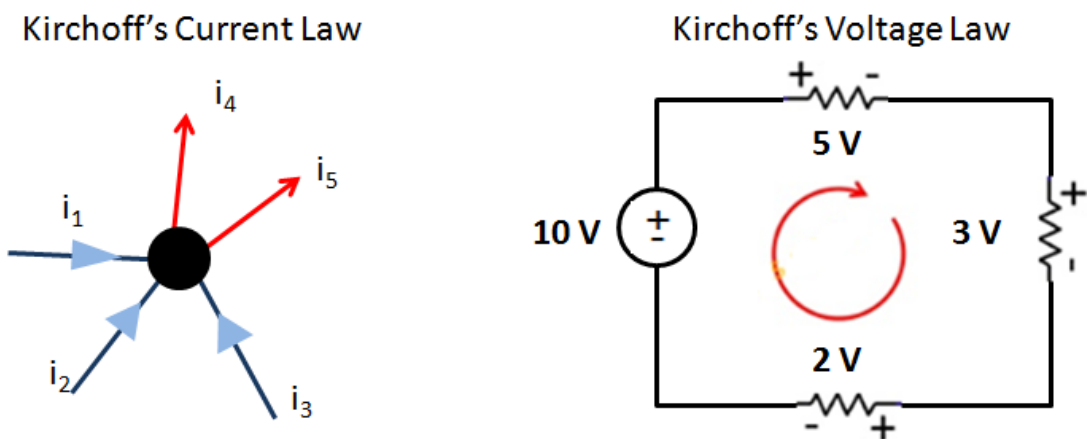 Kirchoff's Current Law
i₄
i₅
i₁
i₂
i₃
Kirchoff's Voltage Law
+ -
5 V
10 V
+
-
3 V
+
-
2 V
- +